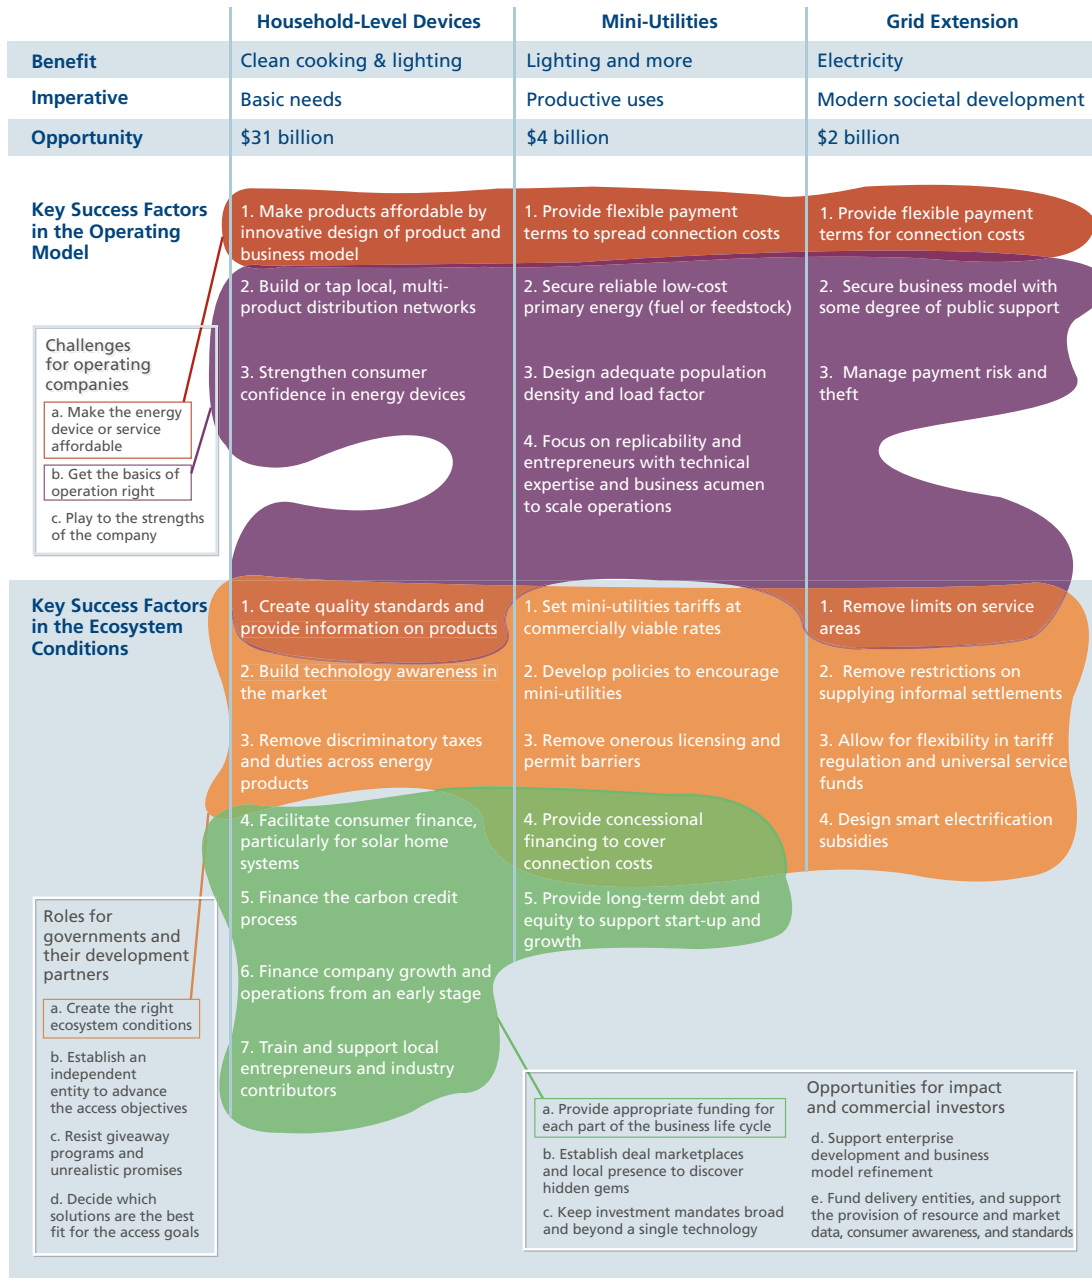 Household-Level Devices
Mini-Utilities
Grid Extension
Benefit
Clean cooking & lighting
Lighting and more
Electricity
Imperative
Basic needs
Productive uses
Modern societal development
Opportunity
$31 billion
$4 billion
$2 billion
Key Success Factors
in the Operating
Model
1. Make products affordable by
innovative design of product and
business model
1. Provide flexible payment
terms to spread connection costs
1. Provide flexible payment
terms for connection costs
2. Build or tap local, multi-
product distribution networks
2. Secure reliable low-cost
primary energy (fuel or feedstock)
2. Secure business model with
some degree of public support
3. Strengthen consumer
confidence in energy devices
3. Design adequate population
density and load factor
3. Manage payment risk and
theft
4. Focus on replicability and
entrepreneurs with technical
expertise and business acumen
to scale operations
Challenges
for operating
companies
a. Make the energy
device or service
affordable
b. Get the basics of
operation right
c. Play to the strengths
of the company
Key Success Factors
in the Ecosystem
Conditions
1. Create quality standards and
provide information on products
1. Set mini-utilities tariffs at
commercially viable rates
1. Remove limits on service
areas
2. Build technology awareness in
the market
2. Develop policies to encourage
mini-utilities
2. Remove restrictions on
supplying informal settlements
3. Remove discriminatory taxes
and duties across energy
products
3. Remove onerous licensing and
permit barriers
3. Allow for flexibility in tariff
regulation and universal service
funds
4. Facilitate consumer finance,
particularly for solar home
systems
4. Provide concessional
financing to cover
connection costs
4. Design smart electrification
subsidies
5. Finance the carbon credit
process
5. Provide long-term debt and
equity to support start-up and
growth
6. Finance company growth and
operations from an early stage
7. Train and support local
entrepreneurs and industry
contributors
Roles for
governments and
their development
partners
a. Create the right
ecosystem conditions
b. Establish an
independent
entity to advance
the access objectives
c. Resist giveaway
programs and
unrealistic promises
d. Decide which
solutions are the best
fit for the access goals
Opportunities for impact
and commercial investors
a. Provide appropriate funding for
each part of the business life cycle
b. Establish deal marketplaces
and local presence to discover
hidden gems
c. Keep investment mandates broad
and beyond a single technology
d. Support enterprise
development and business
model refinement
e. Fund delivery entities, and support
the provision of resource and market
data, consumer awareness, and standards